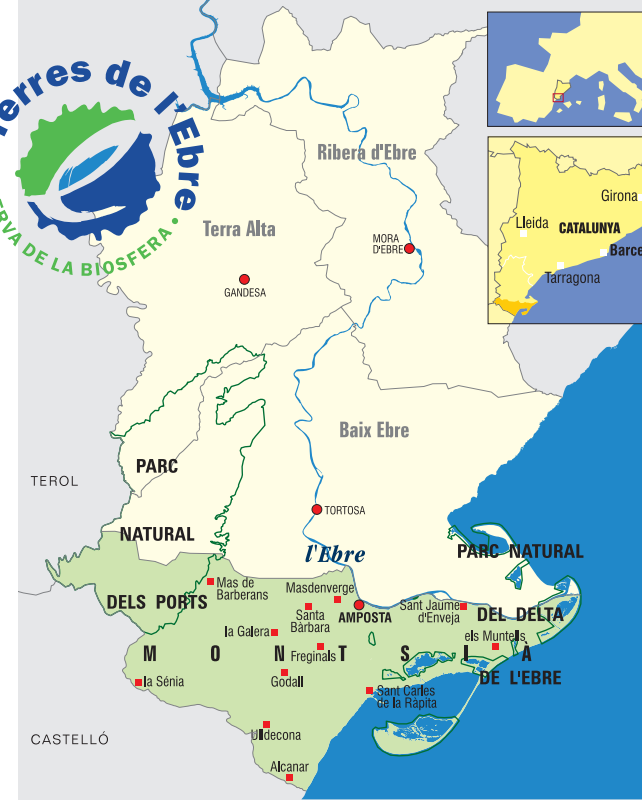 Terres de l'Ebre
RVA DE LA BIOSFERA •
Ribera d'Ebre
Terra Alta
MORA
D'EBRE
GANDESA
Girona
Lleida
CATALUNYA
Barce
Tarragona
Baix Ebre
PARC
NATURAL
DELS PORTS
TEROL
TORTOSA
l'Ebre
PARC NATURAL
DEL DELTA
DE L'EBRE
Mas de
Barberans
Masdenverge
Santa
Bàrbara
AMPOSTA
Sant Jaume
d'Enveja
els Muntells
la Galera
Freginals
MONTSIÀ
la Sénia
Godall
Sant Carles
de la Ràpita
Ulldecona
CASTELLÓ
Alcanar